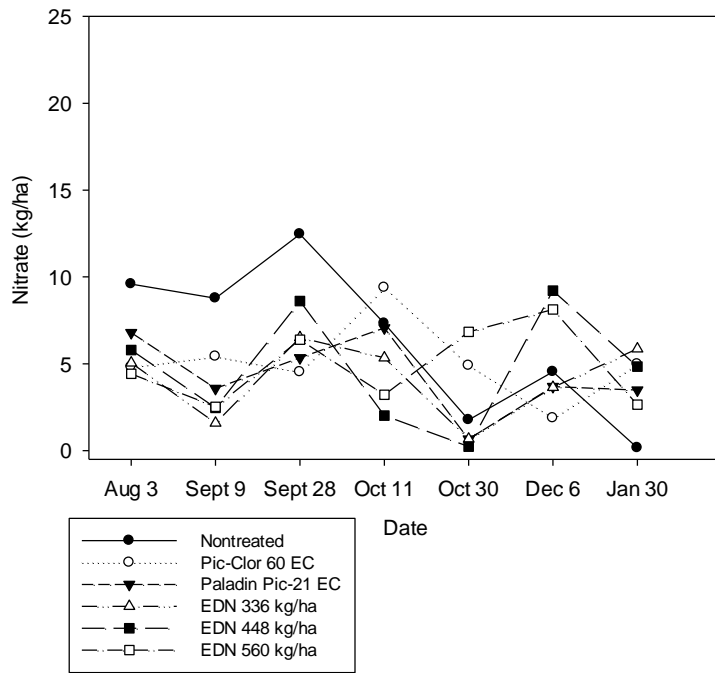 25
20
15
10
5
0
Nitrate (kg/ha)
Aug 3 Sept 9 Sept 28 Oct 11 Oct 30 Dec 6 Jan 30
Date
Nontreated
Pic-Clor 60 EC
Paladin Pic-21 EC
EDN 336 kg/ha
EDN 448 kg/ha
EDN 560 kg/ha